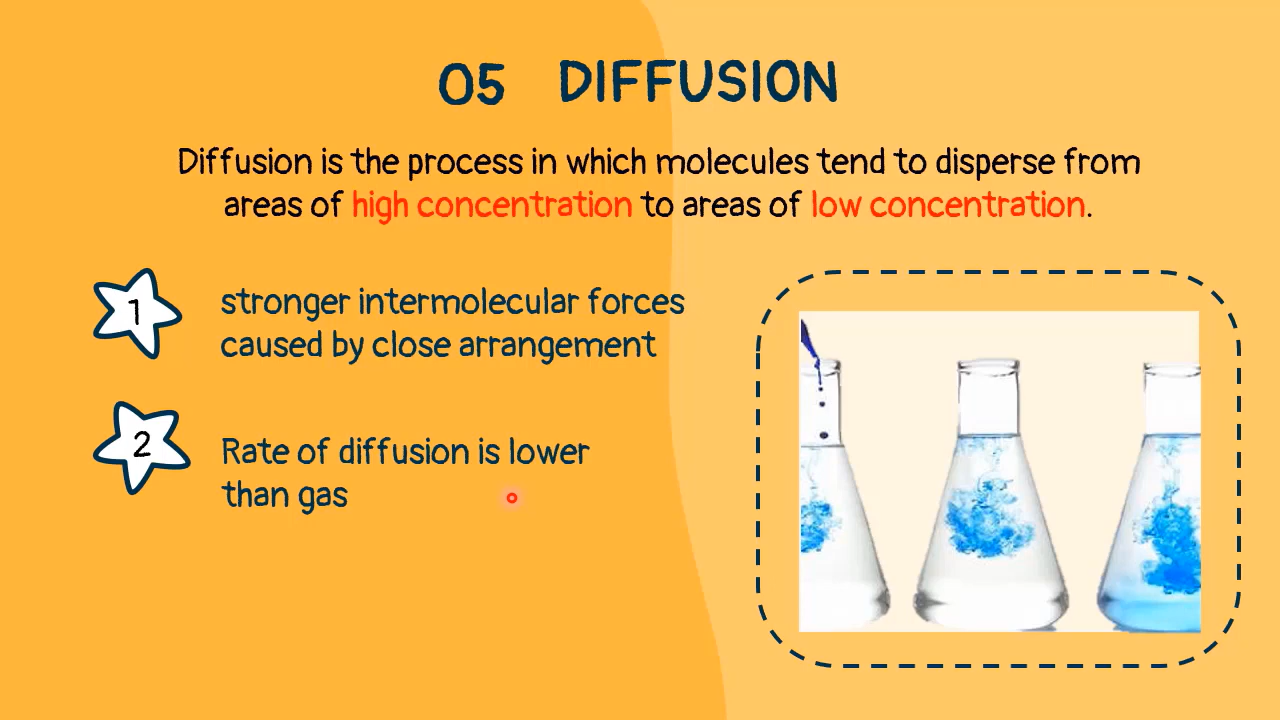 05 DIFFUSION
Diffusion is the process in which molecules tend to disperse from
areas of high concentration to areas of low concentration.
1
stronger intermolecular forces
caused by close arrangement
2
Rate of diffusion is lower
than gas